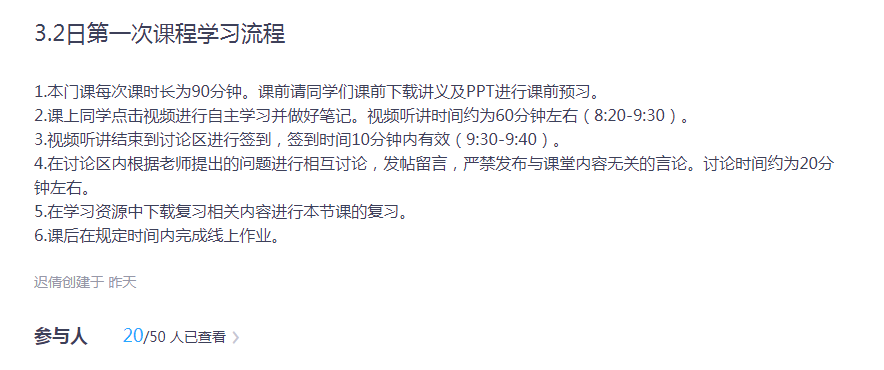 3.2日第一次课程学习流程
1.本门课每次课时长为90分钟。课前请同学们课前下载讲义及PPT进行课前预习。
2.课上同学点击视频进行自主学习并做好笔记。视频听讲时间约为60分钟左右（8:20-9:30）。
3.视频听讲结束到讨论区进行签到，签到时间10分钟内有效（9:30-9:40）。
4.在讨论区内根据老师提出的问题进行相互讨论，发帖留言，严禁发布与课堂内容无关的言论。讨论时间约为20分
钟左右。
5.在学习资源中下载复习相关内容进行本节课的复习。
6.课后在规定时间内完成线上作业。
迟倩创建于 昨天
参与人 20/50 人已查看